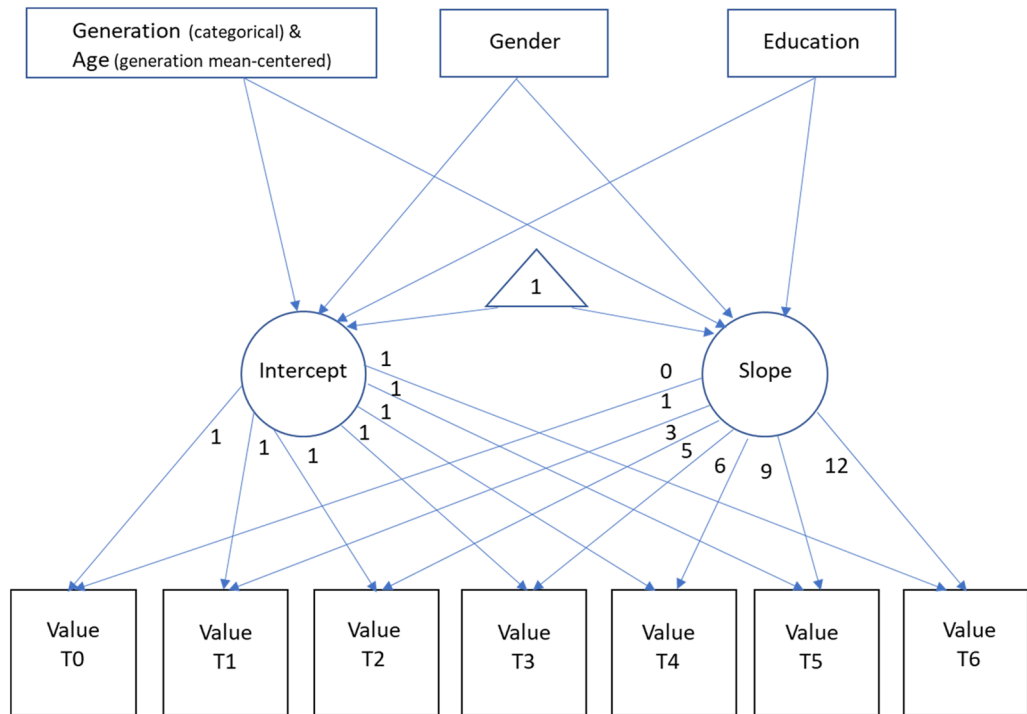 Generation (categorical) &
Age (generation mean-centered)
Gender
Education
1
Intercept
Slope
1
1
1
1
1
1
1
0
1
3
5
6
9
12
Value
T0
Value
T1
Value
T2
Value
T3
Value
T4
Value
T5
Value
T6